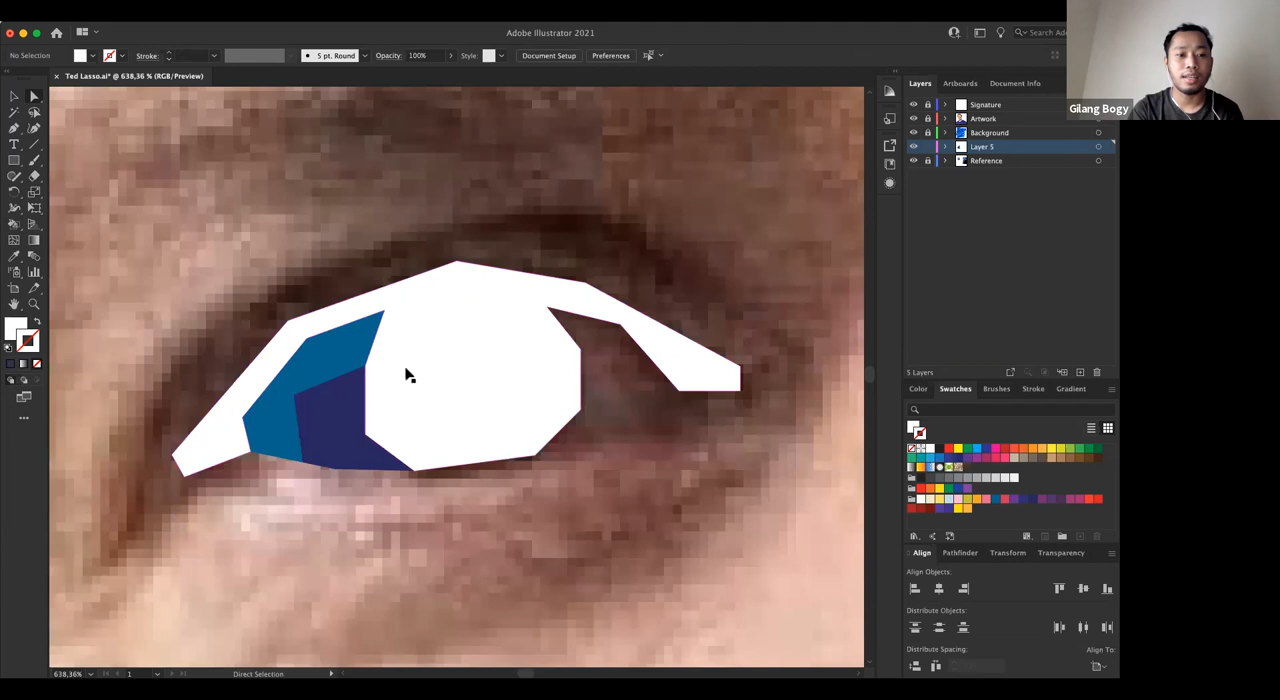 Adobe Illustrator 2021
Search Ad
No Selection
Stroke:
5 pt. Round
Opacity: 100%
Style:
Document Setup
Preferences
× Ted Lasso.ai* @ 638,36 % (RGB/Preview)
Layers
Artboards
Document Info
Gilang Bogy
Signature
Artwork
Background
Layer 5
Reference
5 Layers
Color
Swatches
Brushes
Stroke
Gradient
Align
Pathfinder
Transform
Transparency
Align Objects:
Distribute Objects:
Distribute Spacing:
Align To:
638,36%
1
Direct Selection